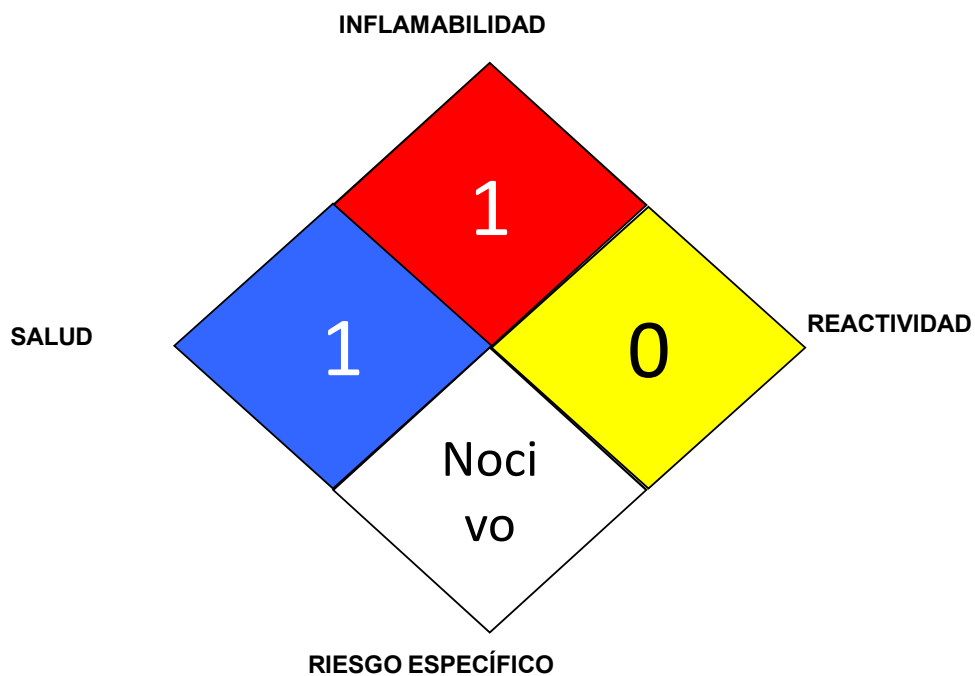 INFLAMABILIDAD
1
SALUD
1
0
REACTIVIDAD
Noci
vo
RIESGO ESPECÍFICO